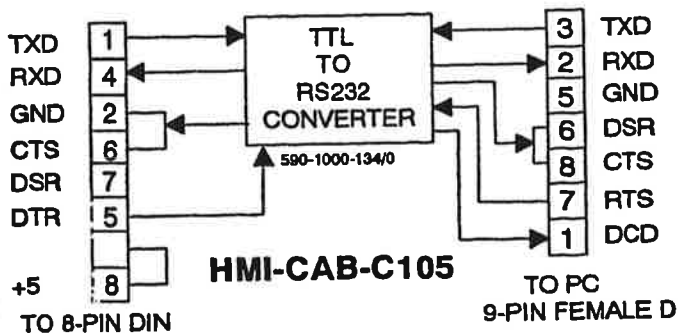 TXD 1 TTL 3 TXD
RXD 4 TO 2 RXD
GND 2 RS232 5 GND
CTS 6 CONVERTER 6 DSR
DSR 7 590-1000-134/0 8 CTS
DTR 5 7 RTS
+5 8 HMI-CAB-C105 1 DCD
TO 8-PIN DIN TO PC
9-PIN FEMALE D